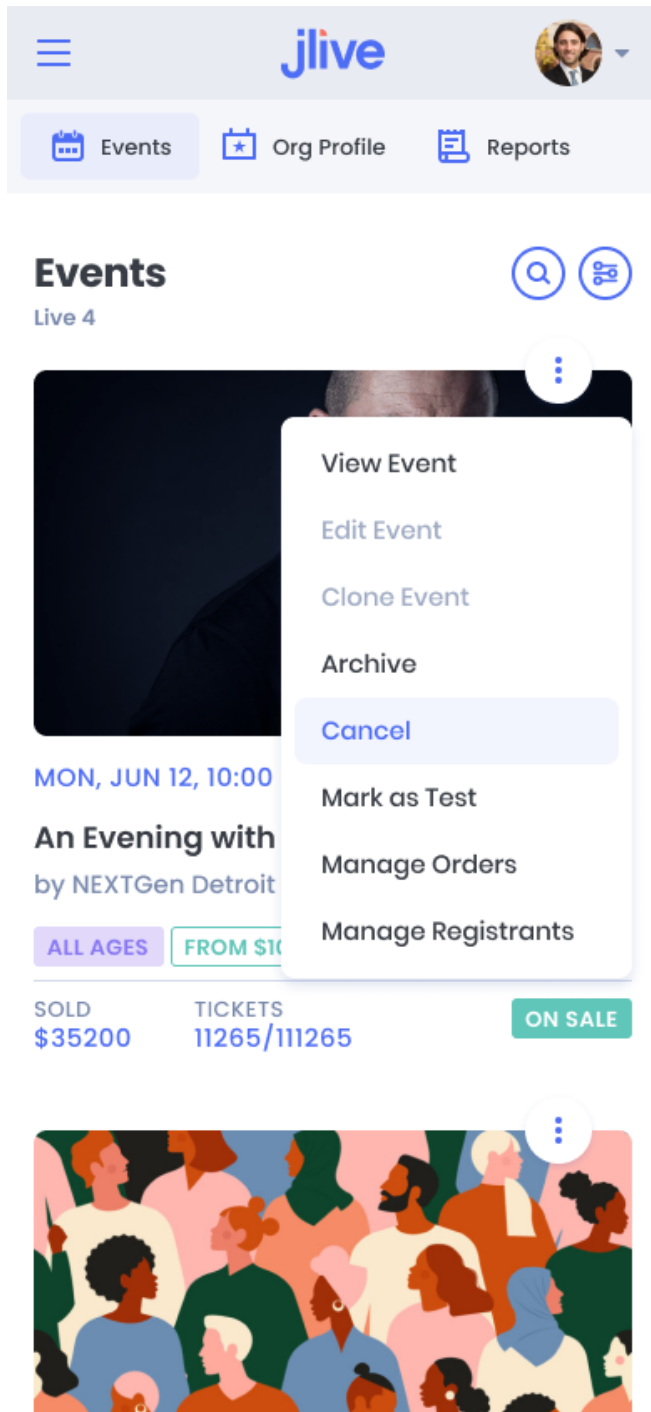 jlive
Events
Org Profile
Reports
Events
Live 4
View Event
Edit Event
Clone Event
Archive
Cancel
Mark as Test
Manage Orders
Manage Registrants
MON, JUN 12, 10:00
An Evening with
by NEXTGen Detroit
ALL AGES
FROM $10
SOLD
TICKETS
$35200
11265/111265
ON SALE